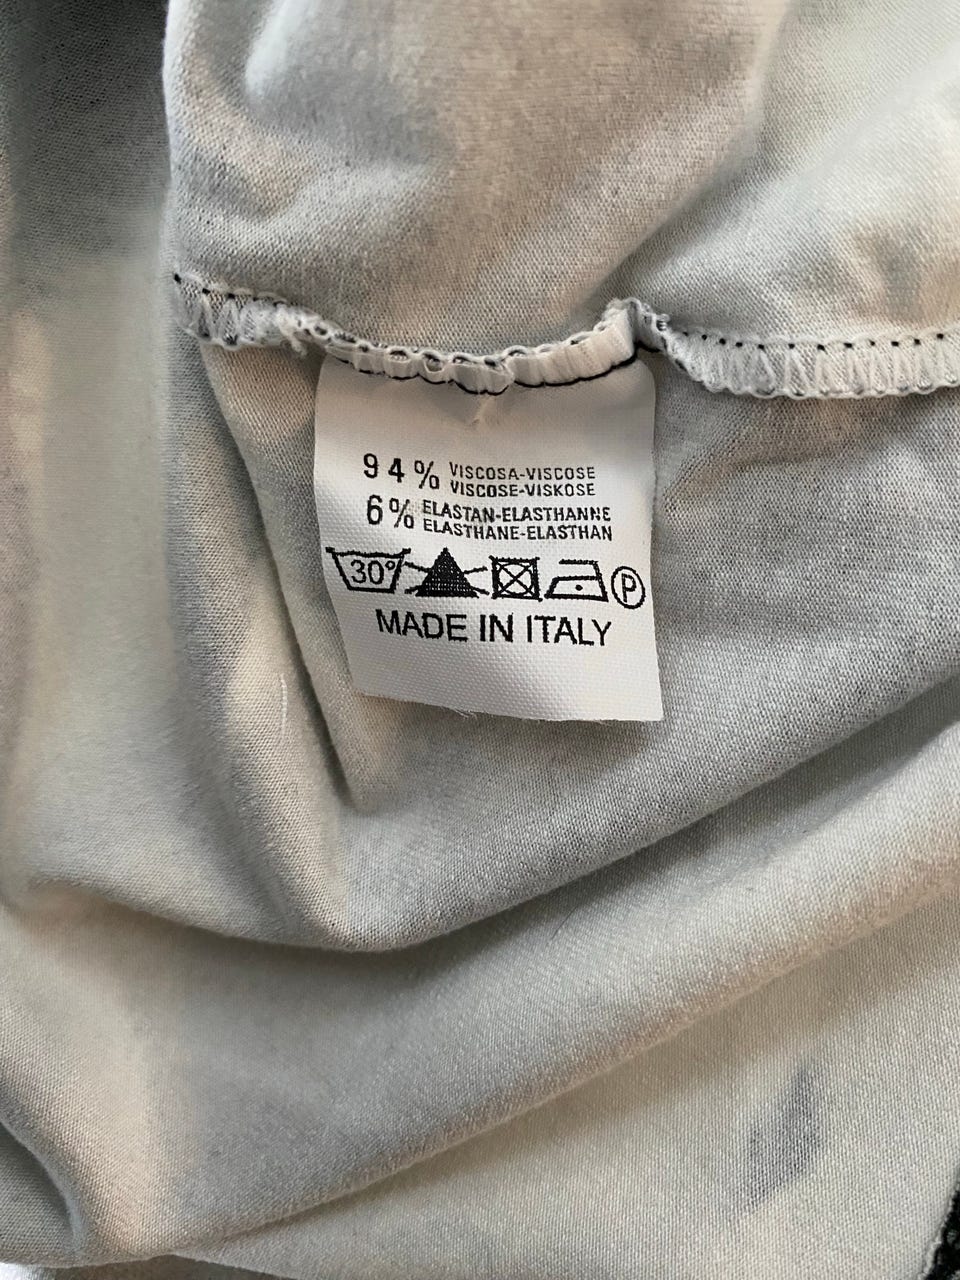 94% VISCOSA-VISCOSE
VISCOSE-VISKOSE
6% ELASTAN-ELASTHANNE
ELASTHANE-ELASTHAN
30° P
MADE IN ITALY